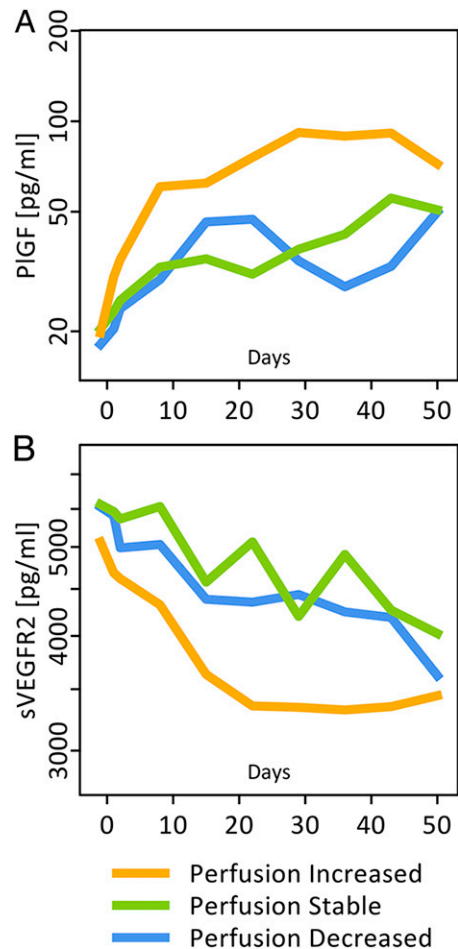 A
PlGF [pg/ml]
200
100
50
20
Days
0 10 20 30 40 50
B
sVEGFR2 [pg/ml]
5000
4000
3000
Days
0 10 20 30 40 50
Perfusion Increased
Perfusion Stable
Perfusion Decreased